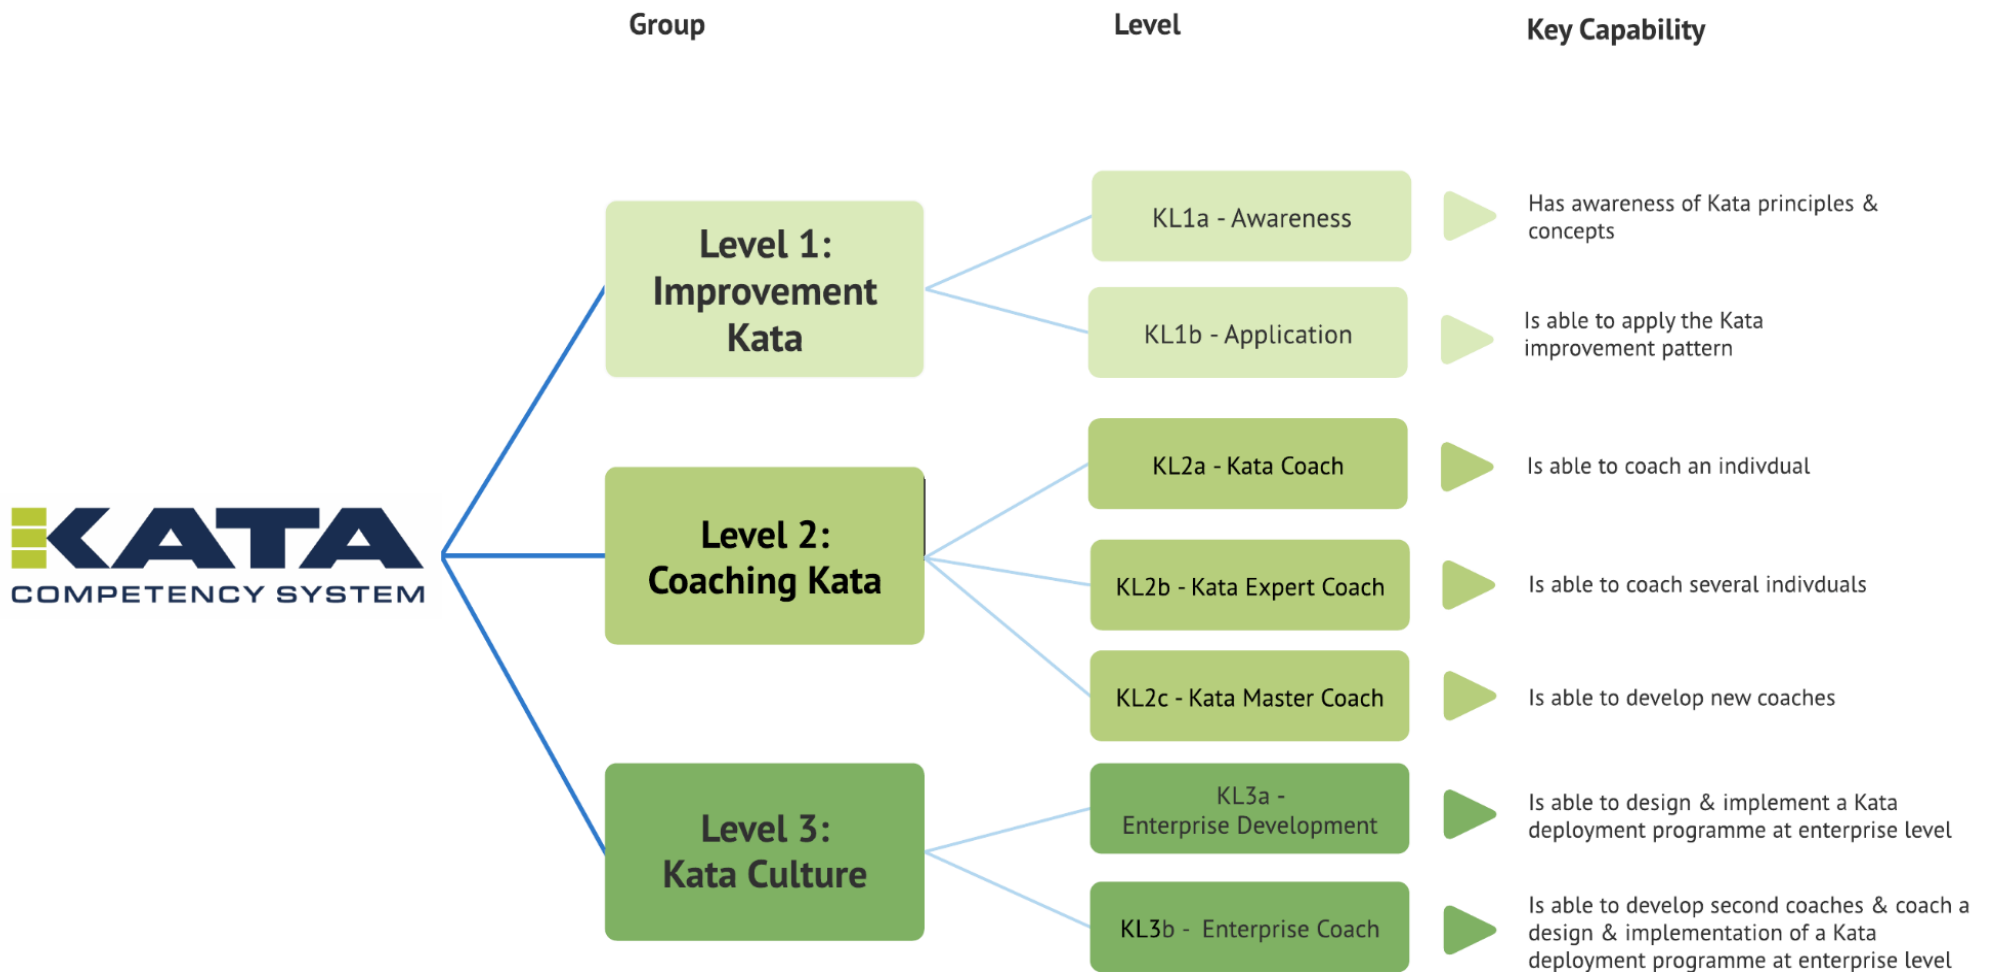 Group
Level
Key Capability
KATA
COMPETENCY SYSTEM
Level 1:
Improvement
Kata
KL1a - Awareness
Has awareness of Kata principles &
concepts
KL1b - Application
Is able to apply the Kata
improvement pattern
Level 2:
Coaching Kata
KL2a - Kata Coach
Is able to coach an indivdual
KL2b - Kata Expert Coach
Is able to coach several indivduals
KL2c - Kata Master Coach
Is able to develop new coaches
Level 3:
Kata Culture
KL3a -
Enterprise Development
Is able to design & implement a Kata
deployment programme at enterprise level
KL3b - Enterprise Coach
Is able to develop second coaches & coach a
design & implementation of a Kata
deployment programme at enterprise level